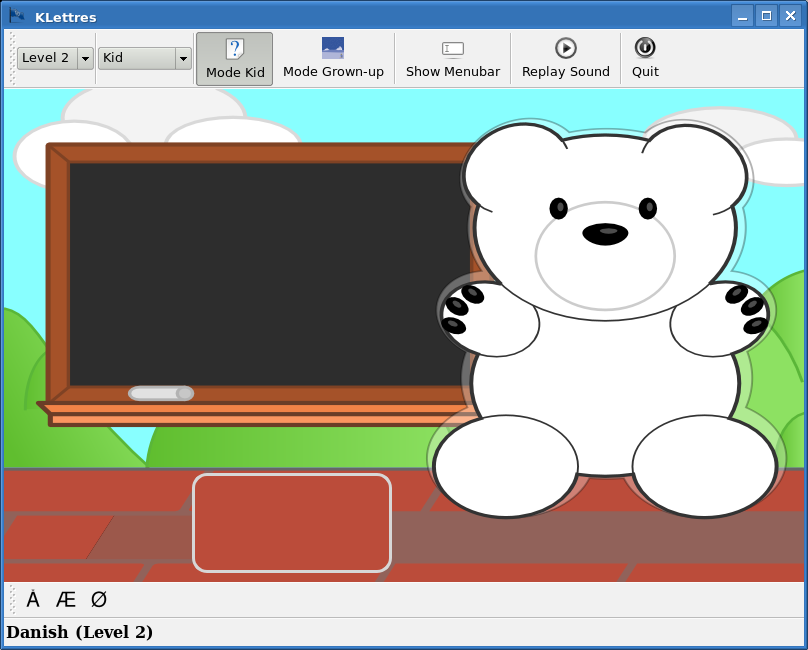 KLettres
Level 2 Kid Mode Kid Mode Grown-up Show Menubar Replay Sound Quit
Å Æ Ø
Danish (Level 2)